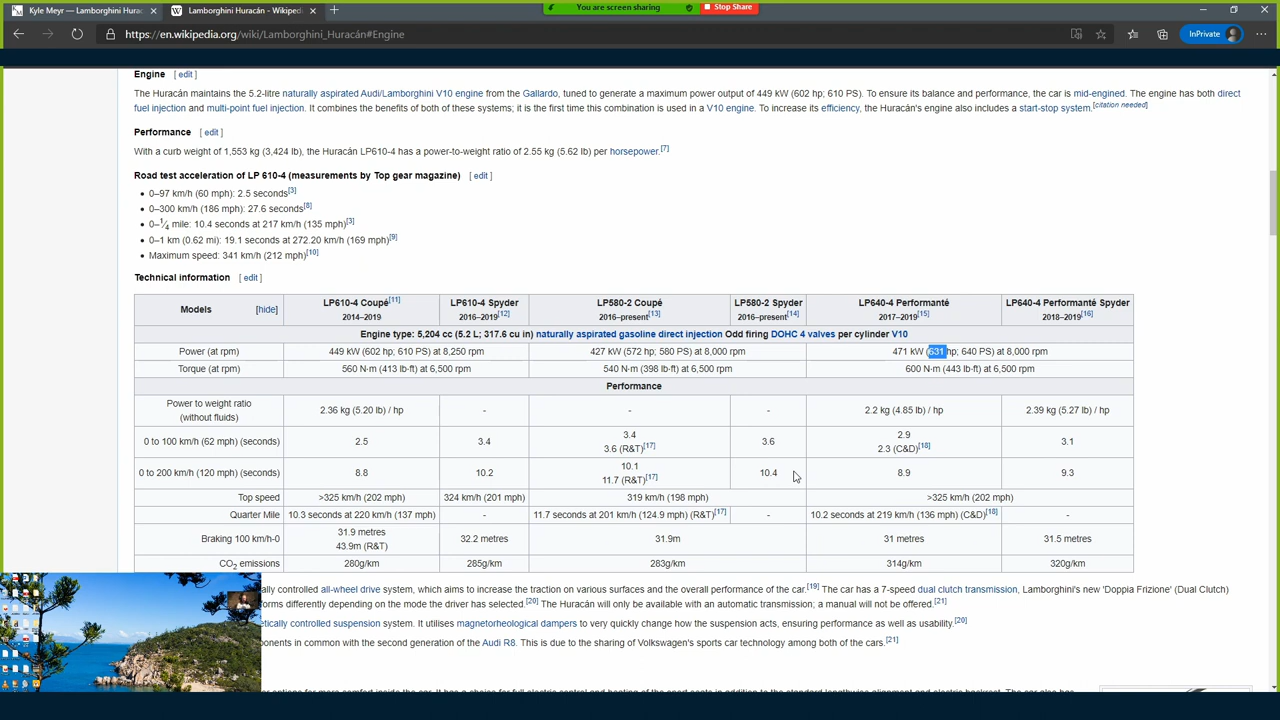 Kyle Meyr — Lamborghini Hurac
Lamborghini Huracán - Wikiped
You are screen sharing
Stop Share
https://en.wikipedia.org/wiki/Lamborghini_Huracán#Engine
InPrivate
Engine [ edit ]
The Huracán maintains the 5.2-litre naturally aspirated Audi/Lamborghini V10 engine from the Gallardo, tuned to generate a maximum power output of 449 kW (602 hp; 610 PS). To ensure its balance and performance, the car is mid-engined. The engine has both direct
fuel injection and multi-point fuel injection. It combines the benefits of both of these systems; it is the first time this combination is used in a V10 engine. To increase its efficiency, the Huracán's engine also includes a start-stop system.[citation needed]
Performance [ edit ]
With a curb weight of 1,553 kg (3,424 lb), the Huracán LP610-4 has a power-to-weight ratio of 2.55 kg (5.62 lb) per horsepower.[7]
Road test acceleration of LP 610-4 (measurements by Top gear magazine) [ edit ]
• 0–97 km/h (60 mph): 2.5 seconds[3]
• 0–300 km/h (186 mph): 27.6 seconds[8]
• 0–1⁄4 mile: 10.4 seconds at 217 km/h (135 mph)[3]
• 0–1 km (0.62 mi): 19.1 seconds at 272.20 km/h (169 mph)[9]
• Maximum speed: 341 km/h (212 mph)[10]
Technical information [ edit ]
Models [hide] LP610-4 Coupé[11] 2014–2019 LP610-4 Spyder 2016–2019[12] LP580-2 Coupé 2016–present[13] LP580-2 Spyder 2016–present[14] LP640-4 Performanté 2017–2019[15] LP640-4 Performanté Spyder 2018–2019[16]
Engine type: 5,204 cc (5.2 L; 317.6 cu in) naturally aspirated gasoline direct injection Odd firing DOHC 4 valves per cylinder V10
Power (at rpm) 449 kW (602 hp; 610 PS) at 8,250 rpm 427 kW (572 hp; 580 PS) at 8,000 rpm 471 kW (631 hp; 640 PS) at 8,000 rpm
Torque (at rpm) 560 N⋅m (413 lb⋅ft) at 6,500 rpm 540 N⋅m (398 lb⋅ft) at 6,500 rpm 600 N⋅m (443 lb⋅ft) at 6,500 rpm
Performance
Power to weight ratio (without fluids) 2.36 kg (5.20 lb) / hp - - - 2.2 kg (4.85 lb) / hp 2.39 kg (5.27 lb) / hp
0 to 100 km/h (62 mph) (seconds) 2.5 3.4 3.4 3.6 (R&T)[17] 3.6 2.9 2.3 (C&D)[18] 3.1
0 to 200 km/h (120 mph) (seconds) 8.8 10.2 10.1 11.7 (R&T)[17] 10.4 8.9 9.3
Top speed >325 km/h (202 mph) 324 km/h (201 mph) 319 km/h (198 mph) >325 km/h (202 mph)
Quarter Mile 10.3 seconds at 220 km/h (137 mph) - 11.7 seconds at 201 km/h (124.9 mph) (R&T)[17] - 10.2 seconds at 219 km/h (136 mph) (C&D)[18] -
Braking 100 km/h-0 31.9 metres 43.9m (R&T) 32.2 metres 31.9m 31 metres 31.5 metres
CO2 emissions 280g/km 285g/km 283g/km 314g/km 320g/km
ally controlled all-wheel drive system, which aims to increase the traction on various surfaces and the overall performance of the car.[19] The car has a 7-speed dual clutch transmission, Lamborghini's new 'Doppia Frizione' (Dual Clutch)
forms differently depending on the mode the driver has selected.[20] The Huracán will only be available with an automatic transmission; a manual will not be offered.[21]
etically controlled suspension system. It utilises magnetorheological dampers to very quickly change how the suspension acts, ensuring performance as well as usability.[20]
onents in common with the second generation of the Audi R8. This is due to the sharing of Volkswagen's sports car technology among both of the cars.[21]